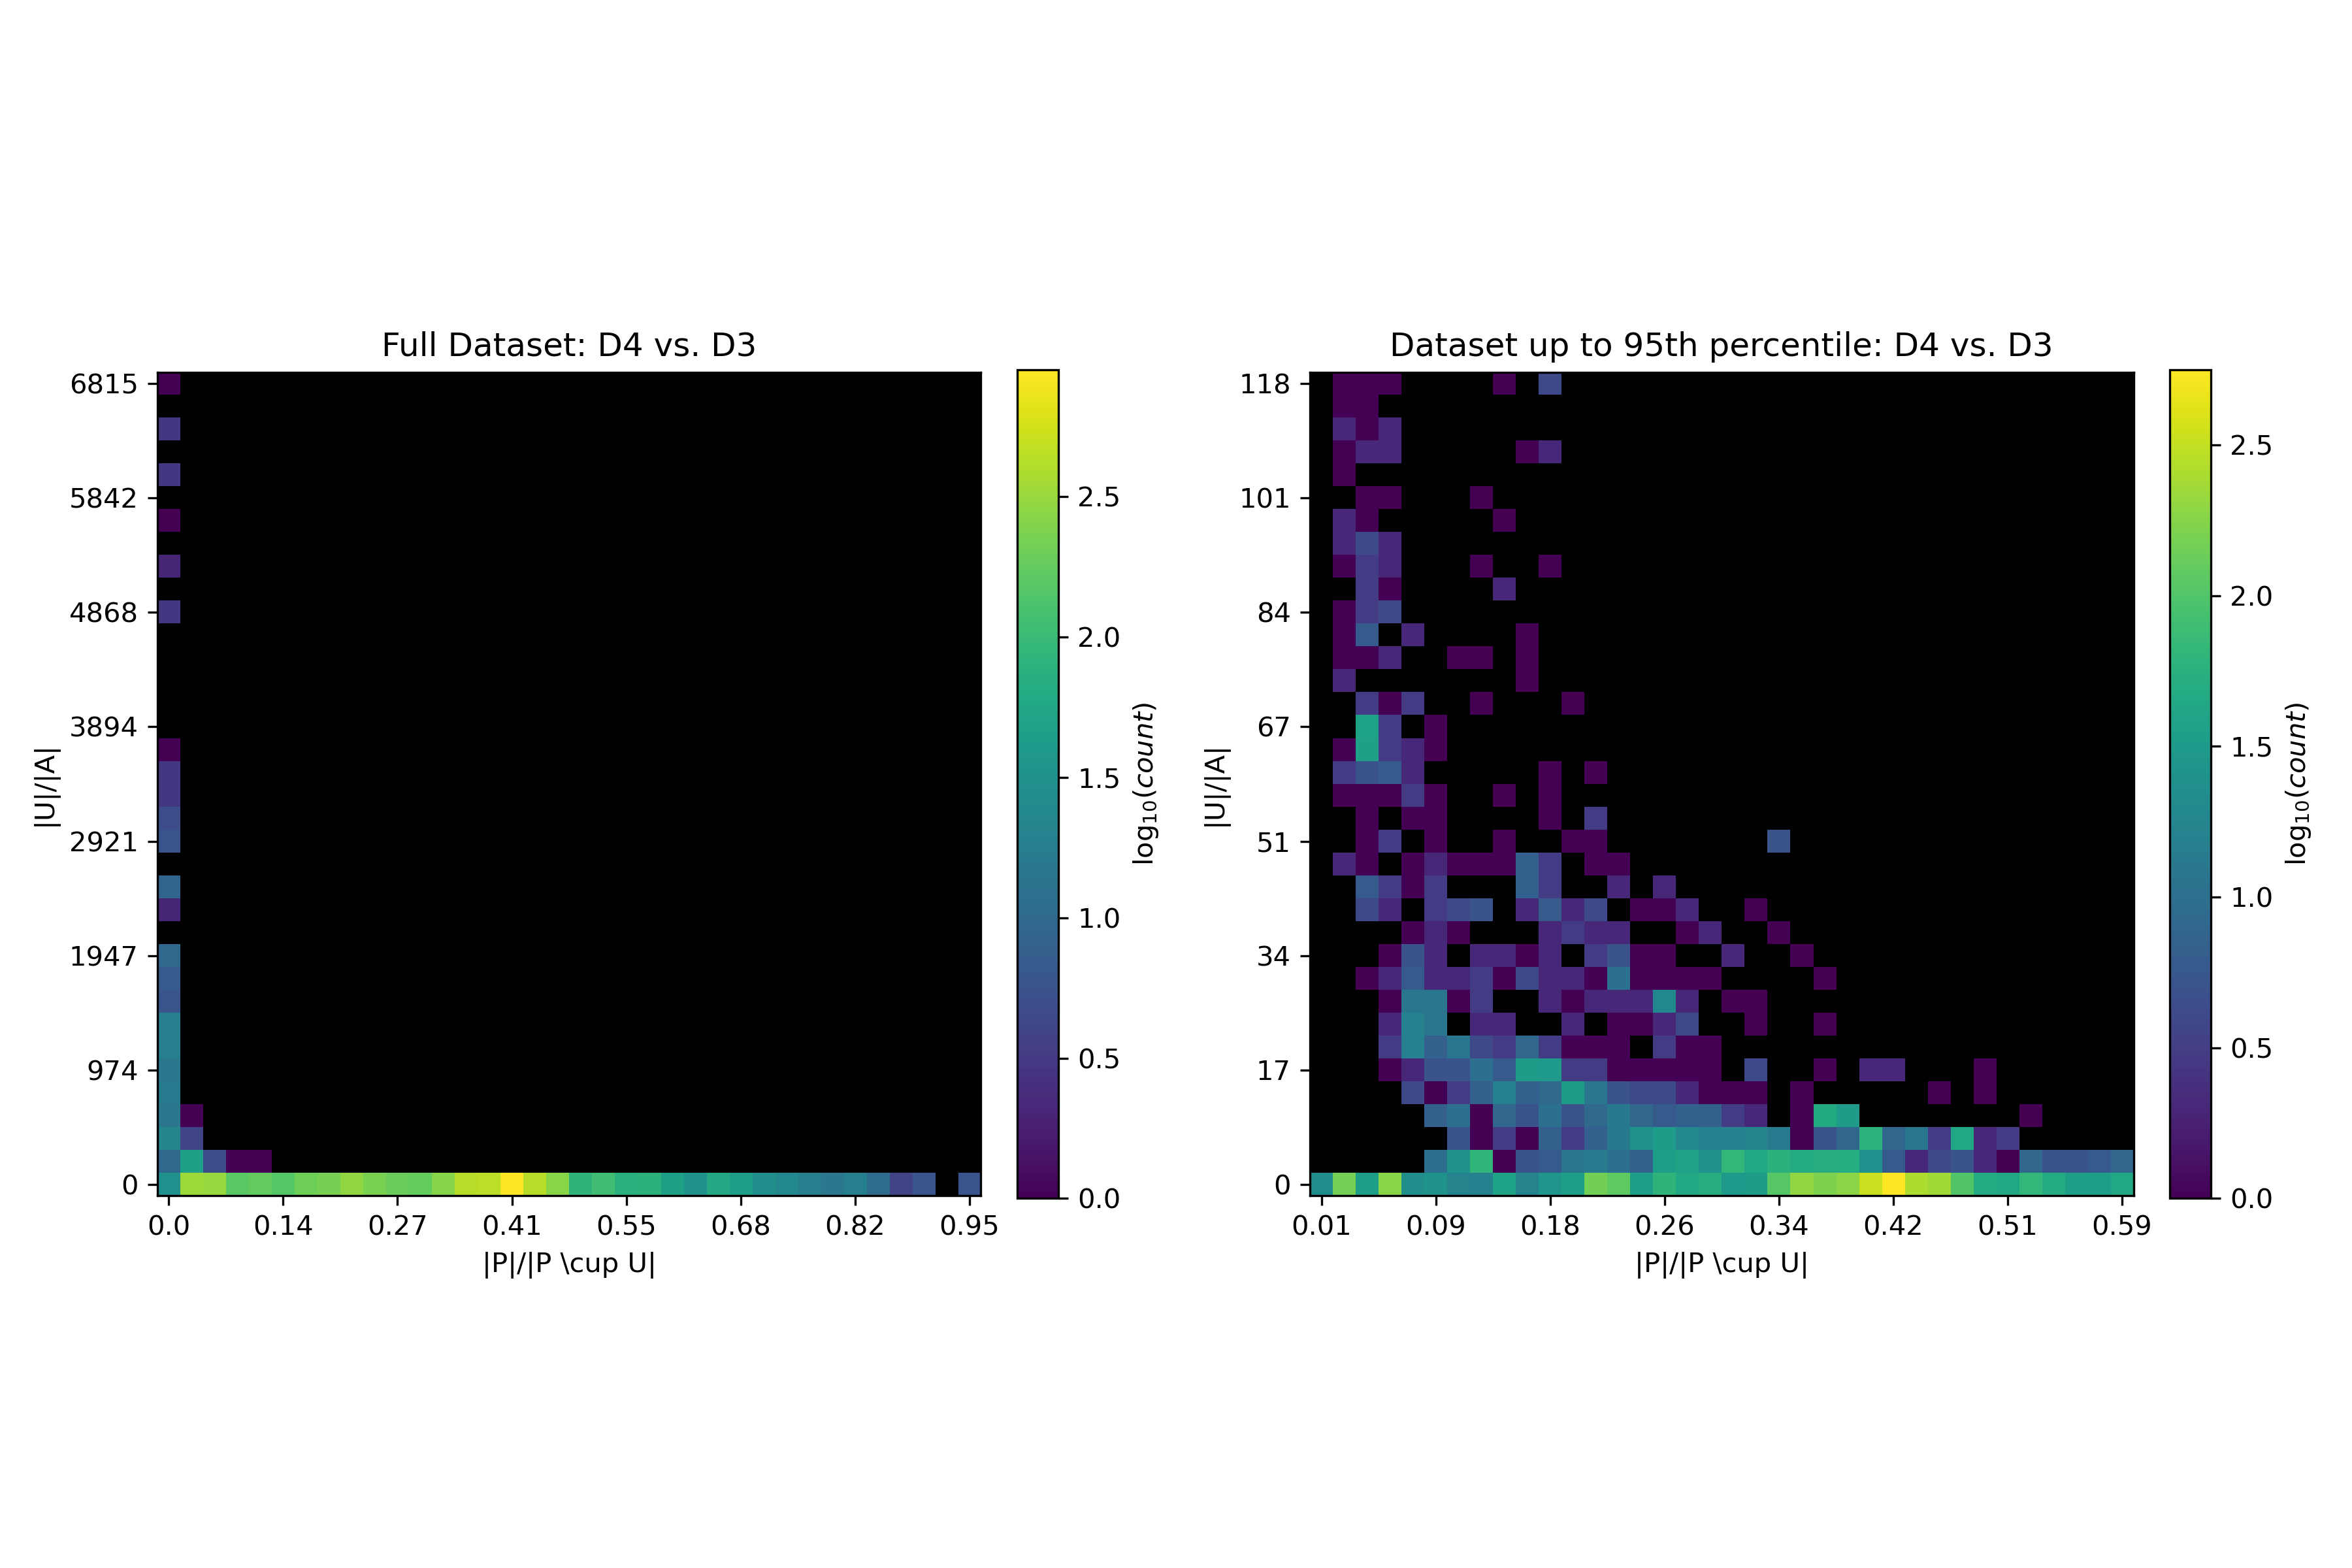 Full Dataset: D4 vs. D3
6815
5842
4868
3894
2921
1947
974
0
|U|/|A|
0.0 0.14 0.27 0.41 0.55 0.68 0.82 0.95
|P|/|P \cup U|
2.5
2.0
1.5
1.0
0.5
0.0
log10(count)
Dataset up to 95th percentile: D4 vs. D3
118
101
84
67
51
34
17
0
|U|/|A|
0.01 0.09 0.18 0.26 0.34 0.42 0.51 0.59
|P|/|P \cup U|
2.5
2.0
1.5
1.0
0.5
0.0
log10(count)